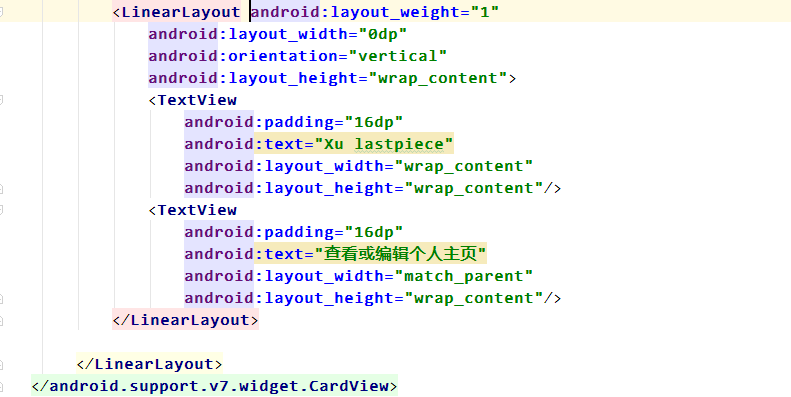 <LinearLayout android:layout_weight="1"
android:layout_width="0dp"
android:orientation="vertical"
android:layout_height="wrap_content">
<TextView
android:padding="16dp"
android:text="Xu lastpiece"
android:layout_width="wrap_content"
android:layout_height="wrap_content"/>
<TextView
android:padding="16dp"
android:text="查看或编辑个人主页"
android:layout_width="match_parent"
android:layout_height="wrap_content"/>
</LinearLayout>
</LinearLayout>
</android.support.v7.widget.CardView>